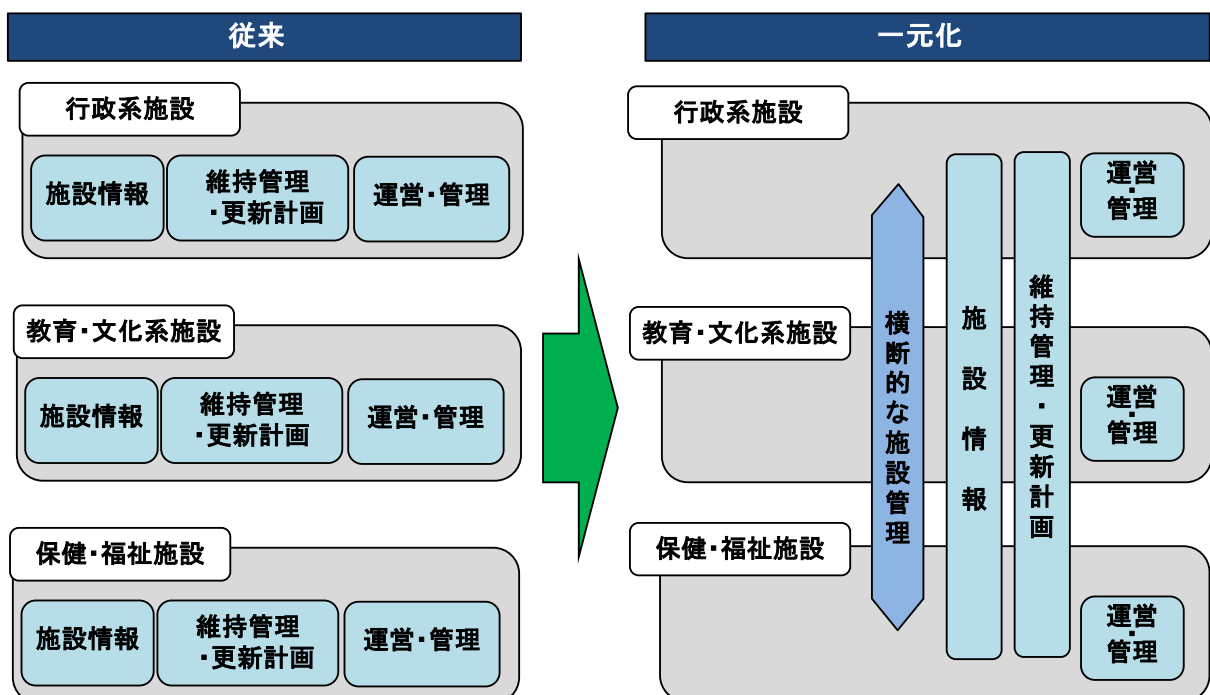 従来
行政系施設
施設情報
維持管理
・更新計画
運営・管理
教育・文化系施設
施設情報
維持管理
・更新計画
運営・管理
保健・福祉施設
施設情報
維持管理
・更新計画
運営・管理
一元化
行政系施設
教育・文化系施設
保健・福祉施設
横断的な施設管理
施設情報
維持管理・更新計画
運営・
管理
運営・
管理
運営・
管理